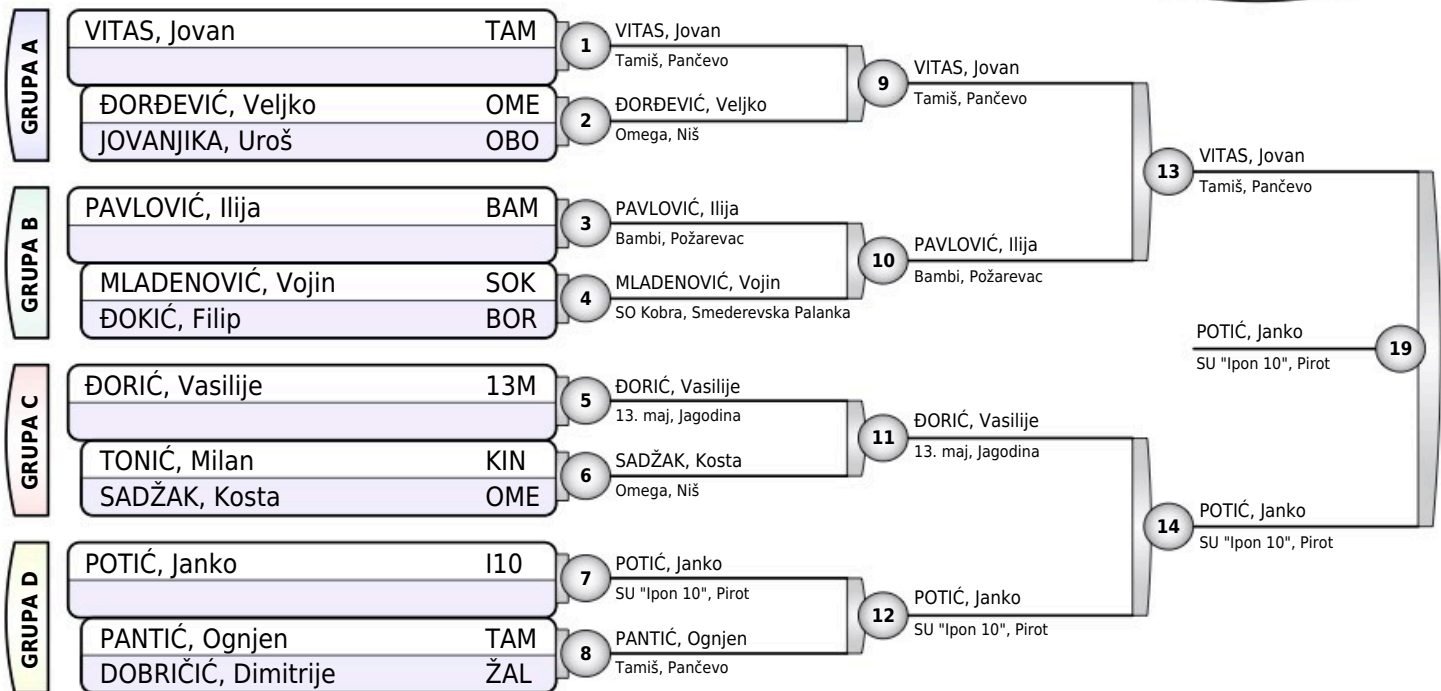 GRUPA A
VITAS, Jovan TAM
ĐORĐEVIĆ, Veljko OME
JOVANJIKA, Uroš OBO
GRUPA B
PAVLOVIĆ, Ilija BAM
MLADENOVIĆ, Vojin SOK
ĐOKIĆ, Filip BOR
GRUPA C
ĐORIĆ, Vasilije 13M
TONIĆ, Milan KIN
SADŽAK, Kosta OME
GRUPA D
POTIĆ, Janko I10
PANTIĆ, Ognjen TAM
DOBRIČIĆ, Dimitrije ŽAL
1
VITAS, Jovan
Tamiš, Pančevo
2
ĐORĐEVIĆ, Veljko
Omega, Niš
3
PAVLOVIĆ, Ilija
Bambi, Požarevac
4
MLADENOVIĆ, Vojin
SO Kobra, Smederevska Palanka
5
ĐORIĆ, Vasilije
13. maj, Jagodina
6
SADŽAK, Kosta
Omega, Niš
7
POTIĆ, Janko
SU "Ipon 10", Pirot
8
PANTIĆ, Ognjen
Tamiš, Pančevo
9
VITAS, Jovan
Tamiš, Pančevo
10
PAVLOVIĆ, Ilija
Bambi, Požarevac
11
ĐORIĆ, Vasilije
13. maj, Jagodina
12
POTIĆ, Janko
SU "Ipon 10", Pirot
13
VITAS, Jovan
Tamiš, Pančevo
14
POTIĆ, Janko
SU "Ipon 10", Pirot
POTIĆ, Janko
SU "Ipon 10", Pirot
19